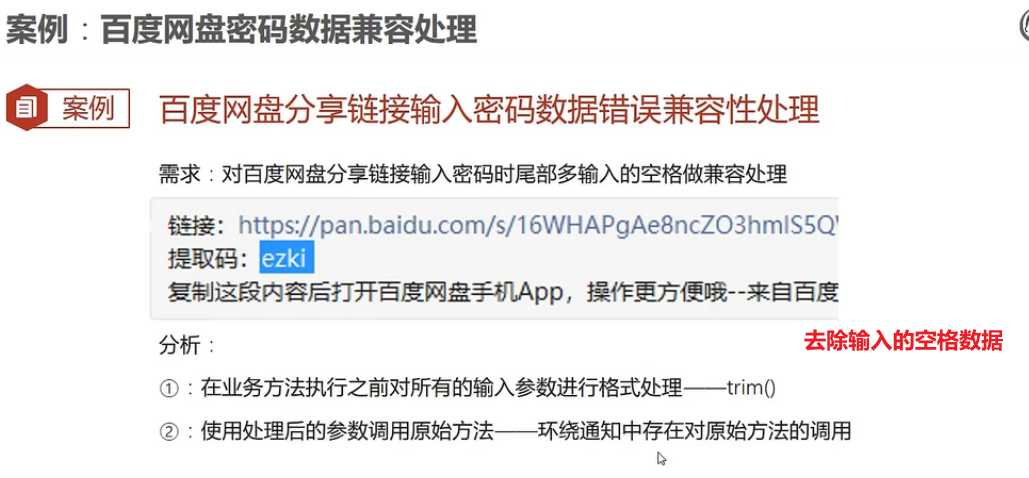 案例：百度网盘密码数据兼容处理
案例
百度网盘分享链接输入密码数据错误兼容性处理
需求：对百度网盘分享链接输入密码时尾部多输入的空格做兼容处理
链接：https://pan.baidu.com/s/16WHAPgAe8ncZO3hmIS5Q
提取码：ezki
复制这段内容后打开百度网盘手机App，操作更方便哦--来自百度
分析：
去除输入的空格数据
①：在业务方法执行之前对所有的输入参数进行格式处理——trim()
②：使用处理后的参数调用原始方法——环绕通知中存在对原始方法的调用